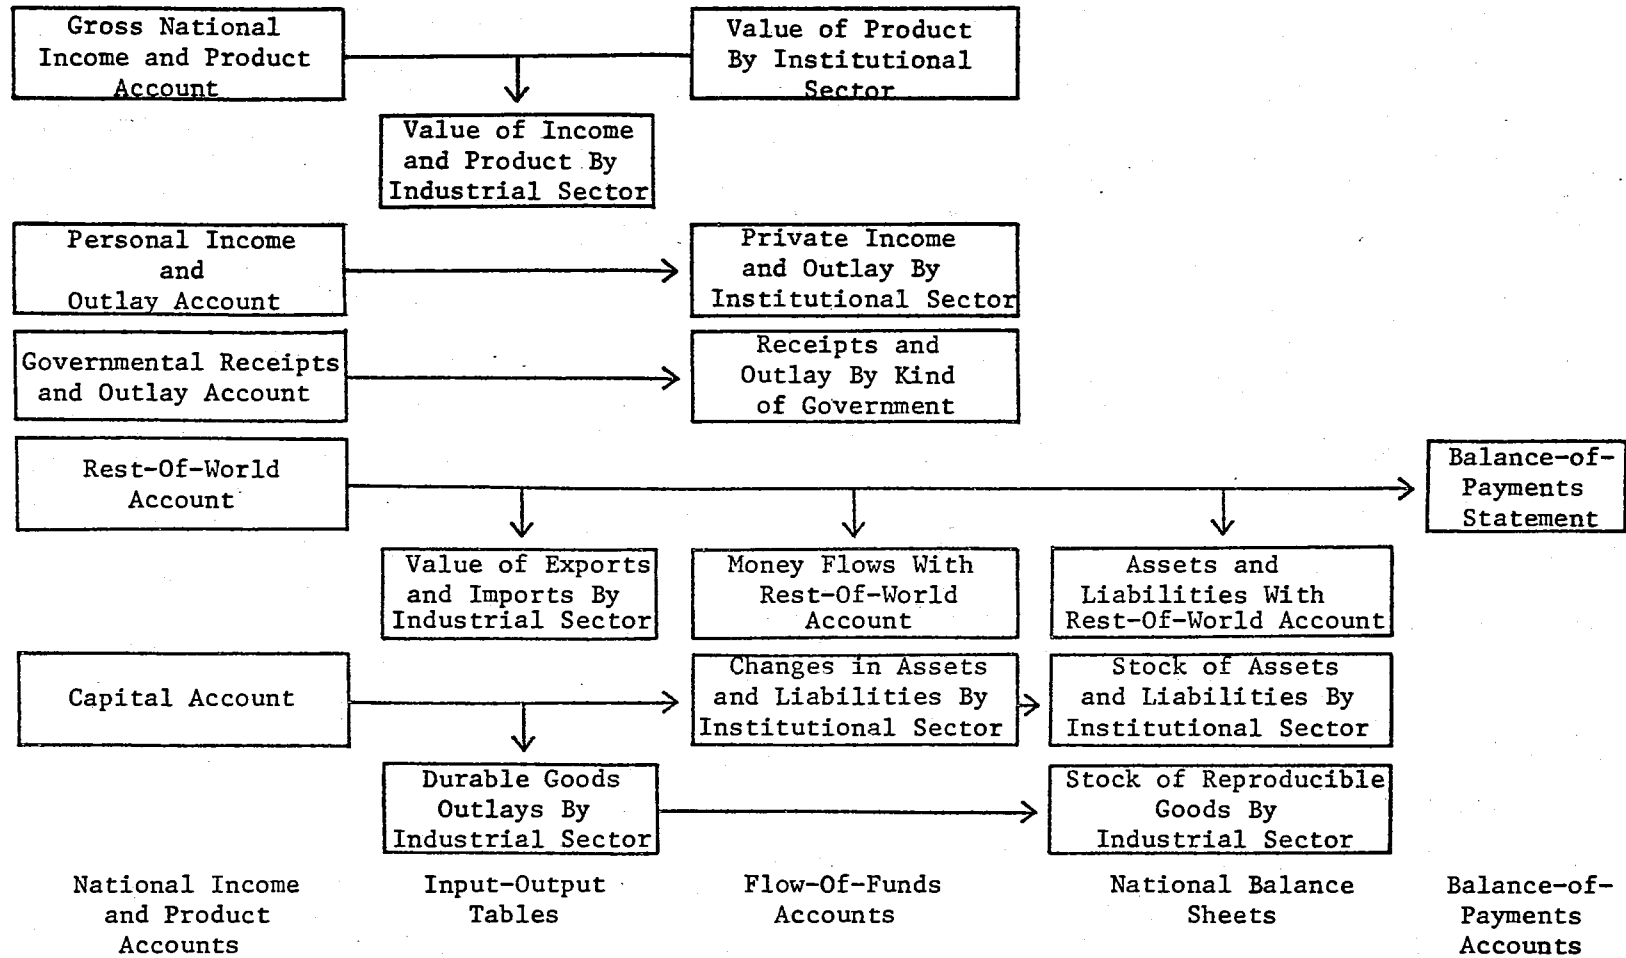 Gross National
Income and Product
Account
Value of Product
By Institutional
Sector
Value of Income
and Product By
Industrial Sector
Personal Income
and
Outlay Account
Private Income
and Outlay By
Institutional Sector
Governmental Receipts
and Outlay Account
Receipts and
Outlay By Kind
of Government
Rest-Of-World
Account
Balance-of-
Payments
Statement
Value of Exports
and Imports By
Industrial Sector
Money Flows With
Rest-Of-World
Account
Assets and
Liabilities With
Rest-Of-World Account
Capital Account
Changes in Assets
and Liabilities By
Institutional Sector
Stock of Assets
and Liabilities By
Institutional Sector
Durable Goods
Outlays By
Industrial Sector
Stock of Reproducible
Goods By
Industrial Sector
National Income
and Product
Accounts
Input-Output
Tables
Flow-Of-Funds
Accounts
National Balance
Sheets
Balance-of-
Payments
Accounts